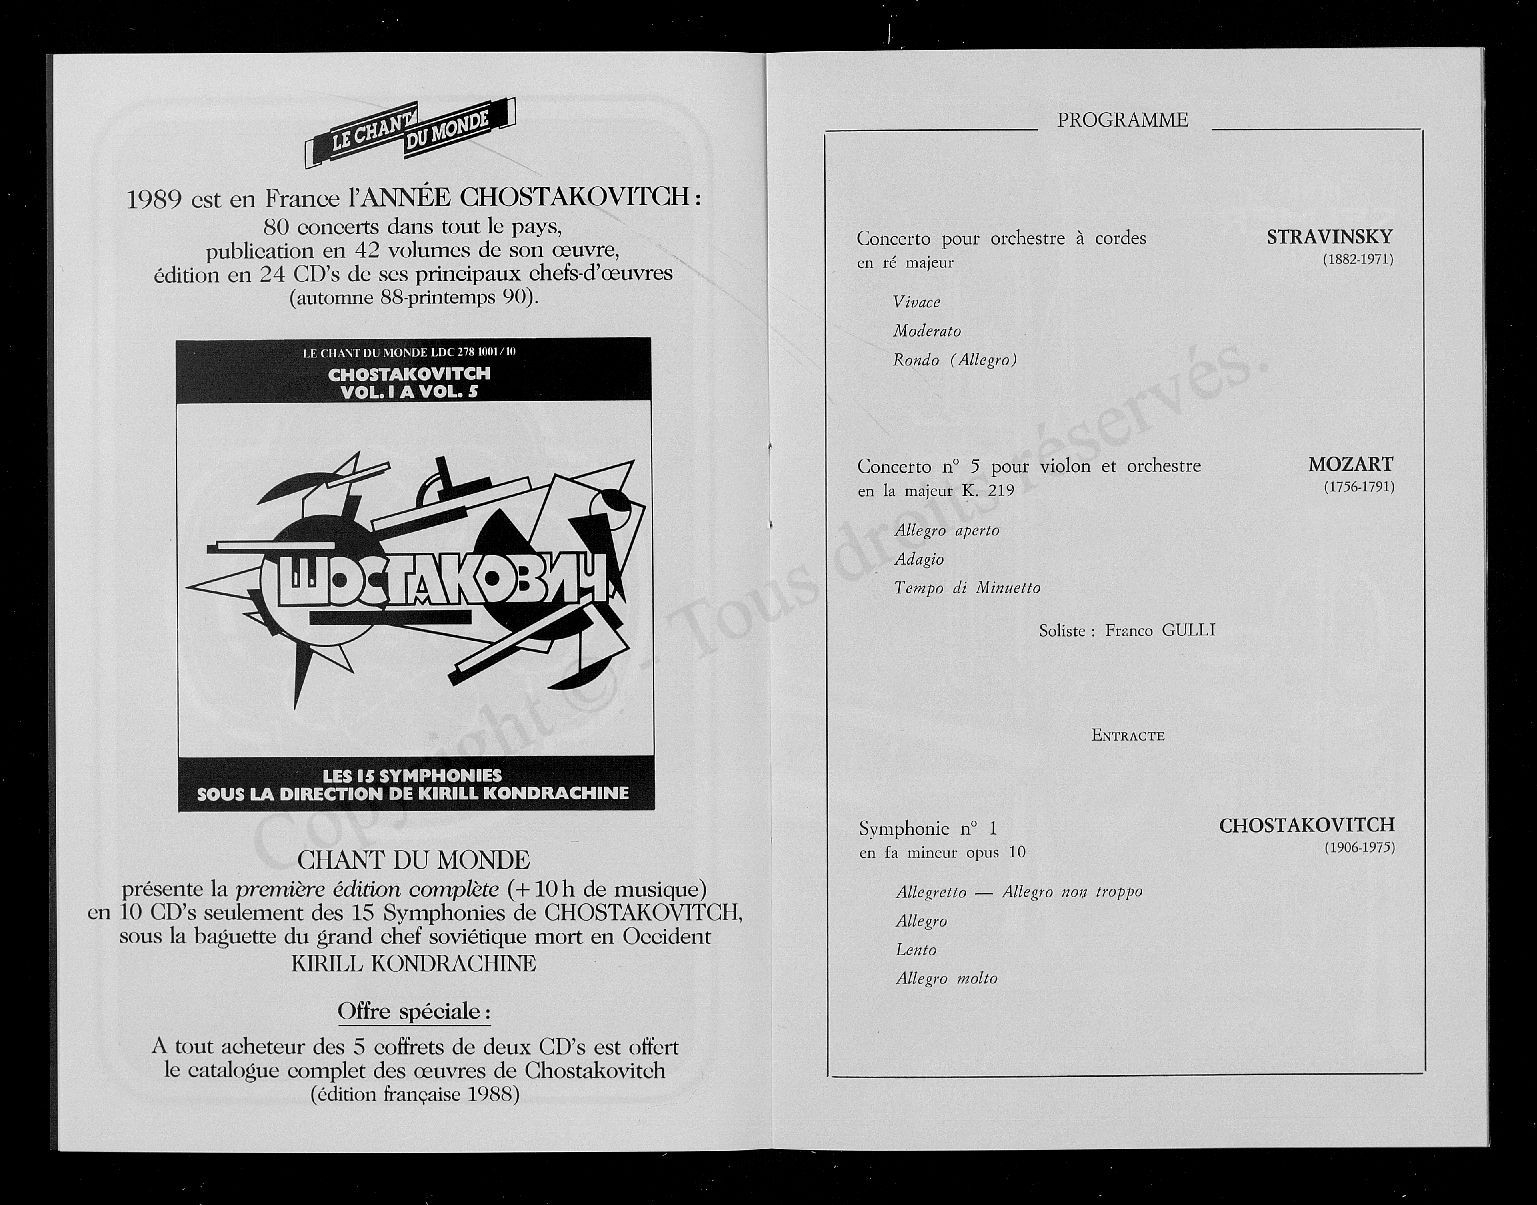 LE CHANT
DU MONDE
1989 est en France l'ANNÉE CHOSTAKOVITCH :
80 concerts dans tout le pays,
publication en 42 volumes de son œuvre,
édition en 24 CD's de ses principaux chefs-d'œuvres
(automne 88-printemps 90).
LE CHANT DU MONDE LDC 278 1001/10
CHOSTAKOVITCH
VOL. I A VOL. 5
ШОСТАКОВИЧ
LES 15 SYMPHONIES
SOUS LA DIRECTION DE KIRILL KONDRACHINE
CHANT DU MONDE
présente la première édition complète (+ 10 h de musique)
en 10 CD's seulement des 15 Symphonies de CHOSTAKOVITCH,
sous la baguette du grand chef soviétique mort en Occident
KIRILL KONDRACHINE
Offre spéciale :
A tout acheteur des 5 coffrets de deux CD's est offert
le catalogue complet des œuvres de Chostakovitch
(édition française 1988)
PROGRAMME
Concerto pour orchestre à cordes STRAVINSKY
en ré majeur (1882-1971)
Vivace
Moderato
Rondo (Allegro)
Concerto n° 5 pour violon et orchestre MOZART
en la majeur K. 219 (1756-1791)
Allegro aperto
Adagio
Tempo di Minuetto
Soliste : Franco GULLI
ENTRACTE
Symphonie n° 1 CHOSTAKOVITCH
en fa mineur opus 10 (1906-1975)
Allegretto — Allegro non troppo
Allegro
Lento
Allegro molto
Copyright © . Tous droits réservés.